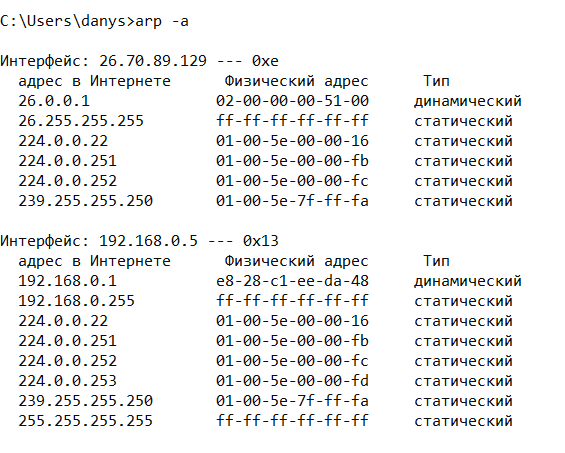 C:\Users\danys>arp -a
Интерфейс: 26.70.89.129 --- 0xe
адрес в Интернете Физический адрес Тип
26.0.0.1 02-00-00-00-51-00 динамический
26.255.255.255 ff-ff-ff-ff-ff-ff статический
224.0.0.22 01-00-5e-00-00-16 статический
224.0.0.251 01-00-5e-00-00-fb статический
224.0.0.252 01-00-5e-00-00-fc статический
239.255.255.250 01-00-5e-7f-ff-fa статический
Интерфейс: 192.168.0.5 --- 0x13
адрес в Интернете Физический адрес Тип
192.168.0.1 e8-28-c1-ee-da-48 динамический
192.168.0.255 ff-ff-ff-ff-ff-ff статический
224.0.0.22 01-00-5e-00-00-16 статический
224.0.0.251 01-00-5e-00-00-fb статический
224.0.0.252 01-00-5e-00-00-fc статический
224.0.0.253 01-00-5e-00-00-fd статический
239.255.255.250 01-00-5e-7f-ff-fa статический
255.255.255.255 ff-ff-ff-ff-ff-ff статический